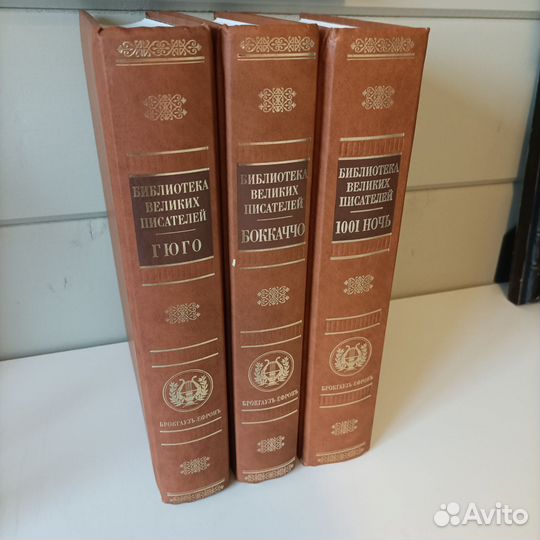 БИБЛИОТЕКА
ВЕЛИКИХ
ПИСАТЕЛЕЙ
ГЮГО
БРОКГАУЗЪ-ЕФРОНЪ
БИБЛИОТЕКА
ВЕЛИКИХ
ПИСАТЕЛЕЙ
БОККАЧЧО
БРОКГАУЗЪ-ЕФРОНЪ
БИБЛИОТЕКА
ВЕЛИКИХ
ПИСАТЕЛЕЙ
1001 НОЧЬ
БРОКГАУЗЪ-ЕФРОНЪ
Avito